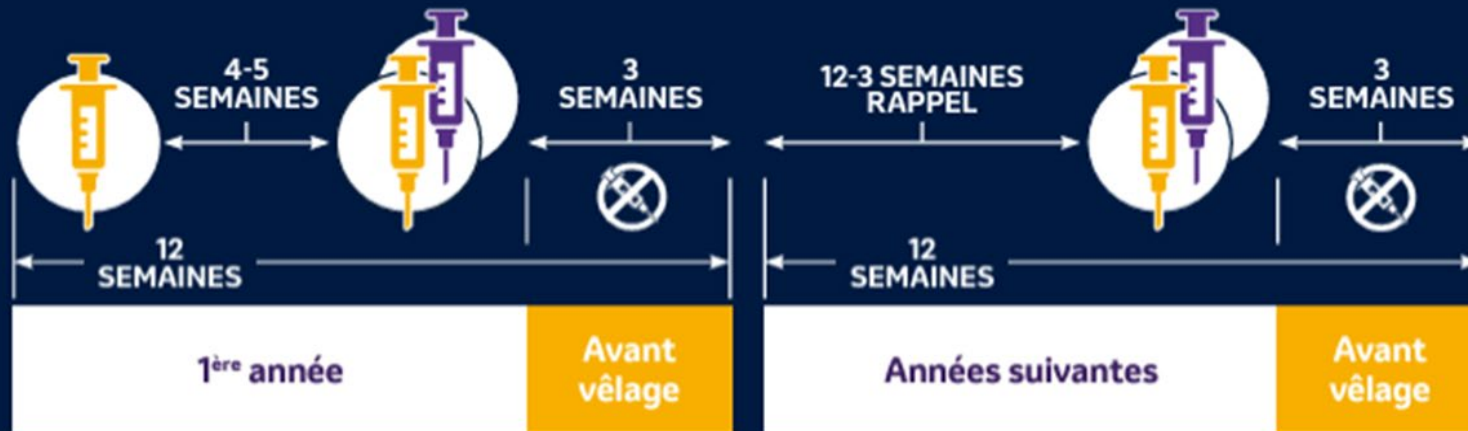 4-5
SEMAINES
3
SEMAINES
12
SEMAINES
1ère année
Avant
vêlage
12-3 SEMAINES
RAPPEL
3
SEMAINES
12
SEMAINES
Années suivantes
Avant
vêlage